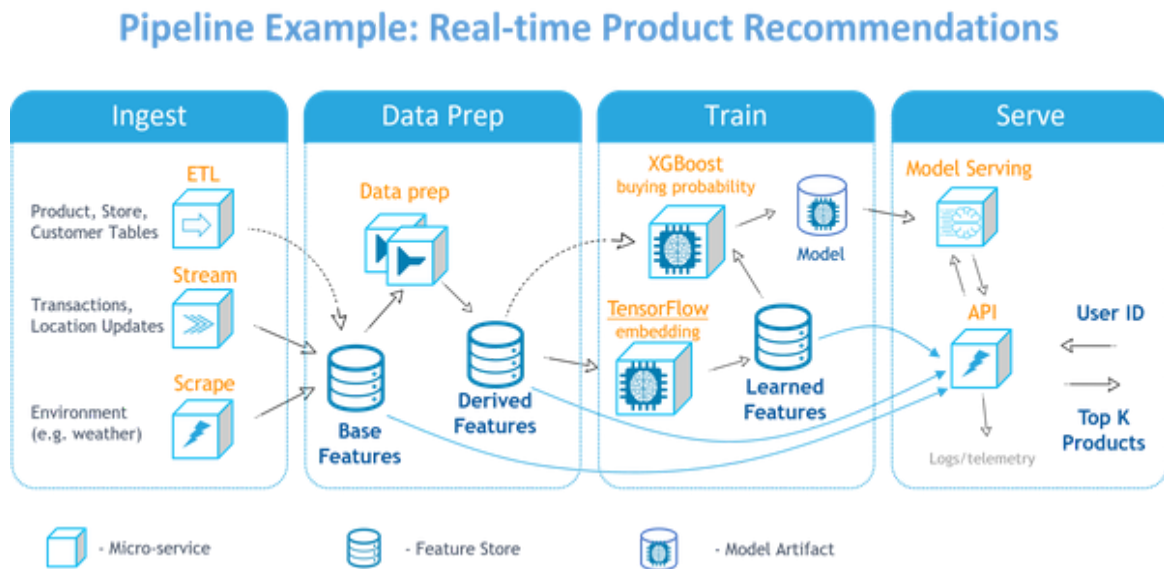 Pipeline Example: Real-time Product Recommendations
Ingest
Data Prep
Train
Serve
ETL
Product, Store,
Customer Tables
Stream
Transactions,
Location Updates
Scrape
Environment
(e.g. weather)
Data prep
Base
Features
Derived
Features
XGBoost
buying probability
Model
TensorFlow
embedding
Learned
Features
Model Serving
API
User ID
Top K
Products
Logs/telemetry
- Micro-service
- Feature Store
- Model Artifact